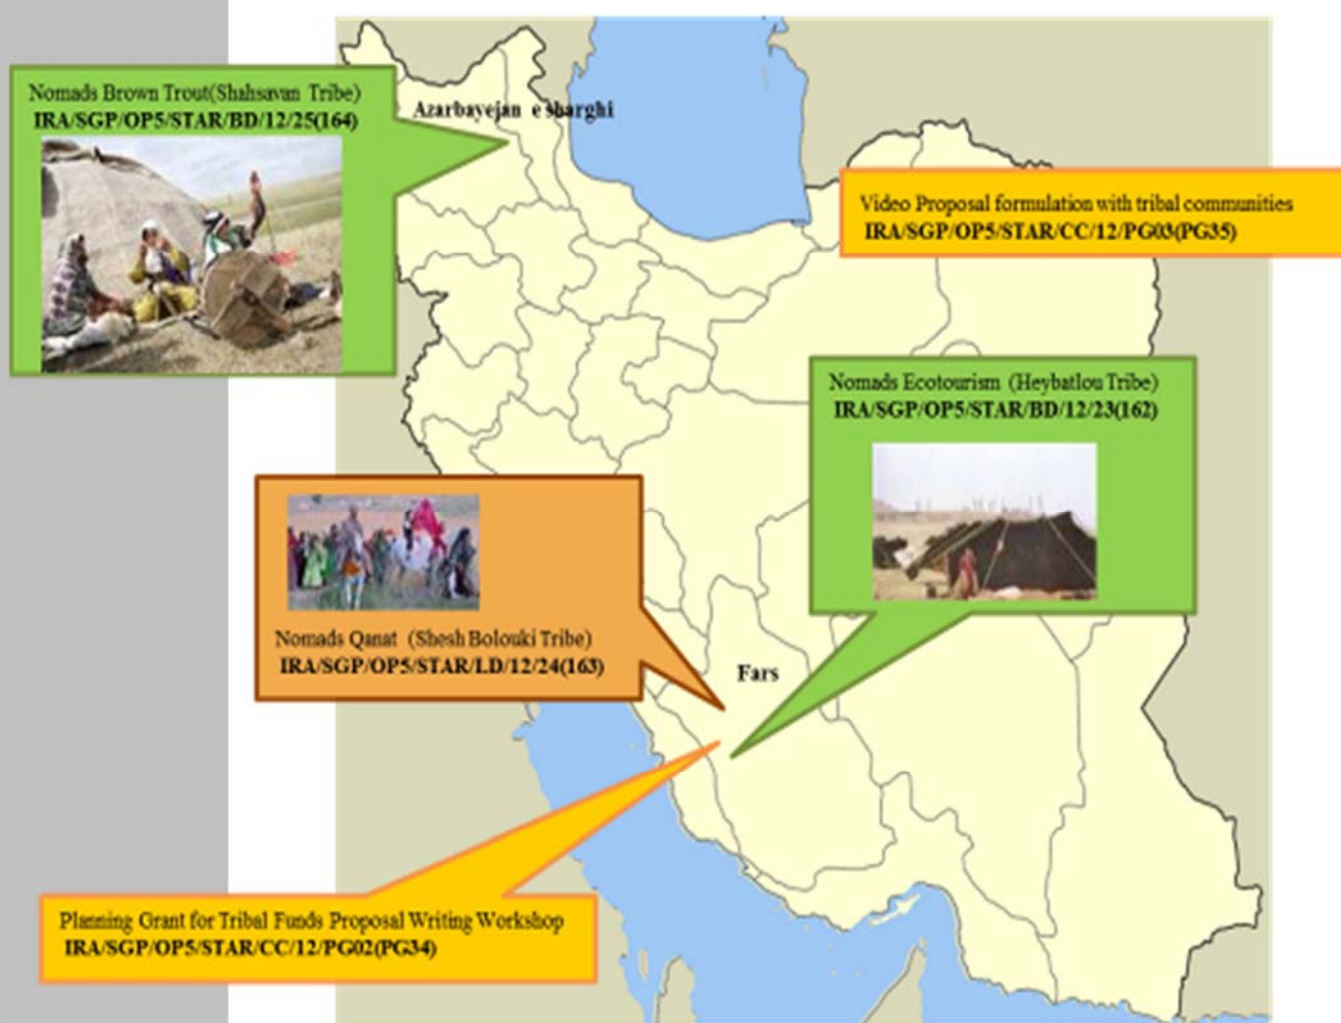 Nomads Brown Trout(Shahsavan Tribe)
IRA/SGP/OP5/STAR/BD/12/25(164)
Azarbayejan e sharghi
Video Proposal formulation with tribal communities
IRA/SGP/OP5/STAR/CC/12/PG03(PG35)
Nomads Ecotourism (Heybatlou Tribe)
IRA/SGP/OP5/STAR/BD/12/23(162)
Nomads Qanat (Shesh Bolouki Tribe)
IRA/SGP/OP5/STAR/LD/12/24(163)
Fars
Planning Grant for Tribal Funds Proposal Writing Workshop
IRA/SGP/OP5/STAR/CC/12/PG02(PG34)